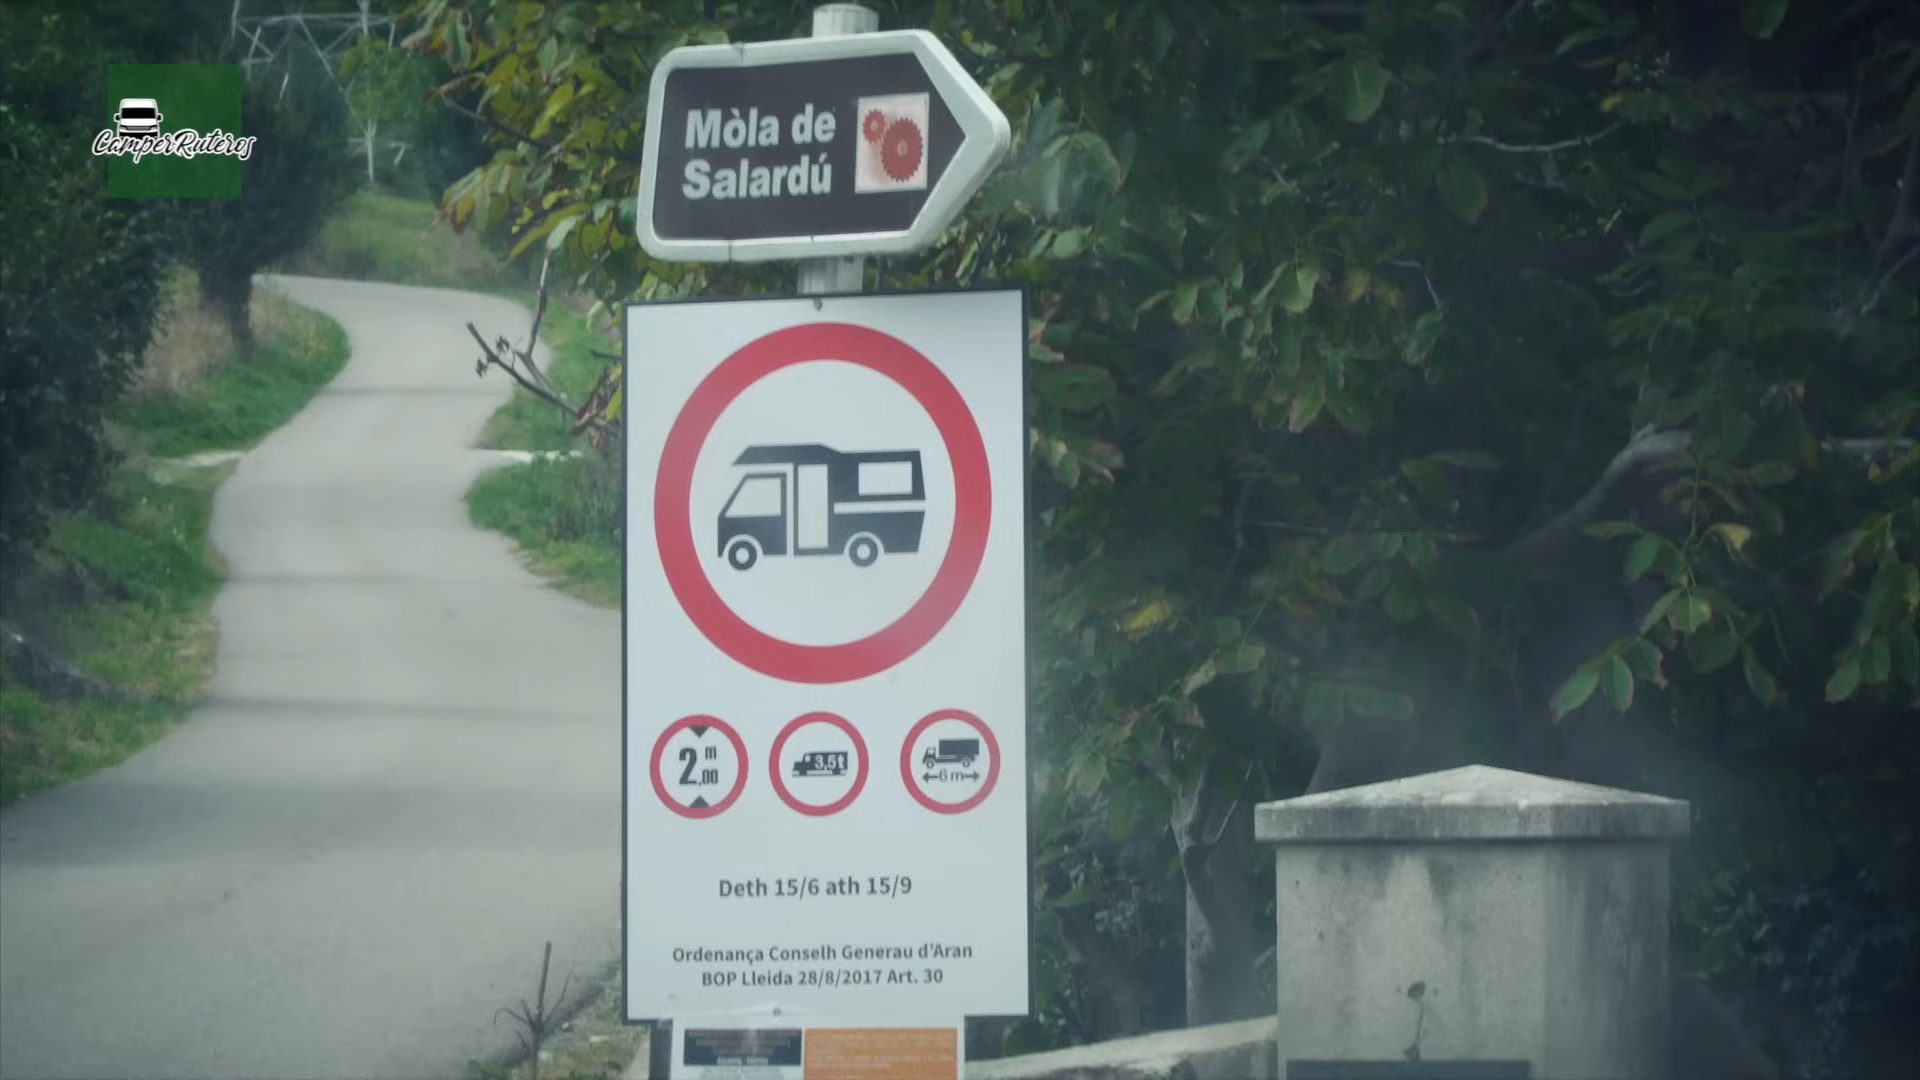 CamperRuteros
Mòla de
Salardú
2 m ,00
3,5t
6 m
Deth 15/6 ath 15/9
Ordenança Conselh Generau d'Aran
BOP Lleida 28/8/2017 Art. 30